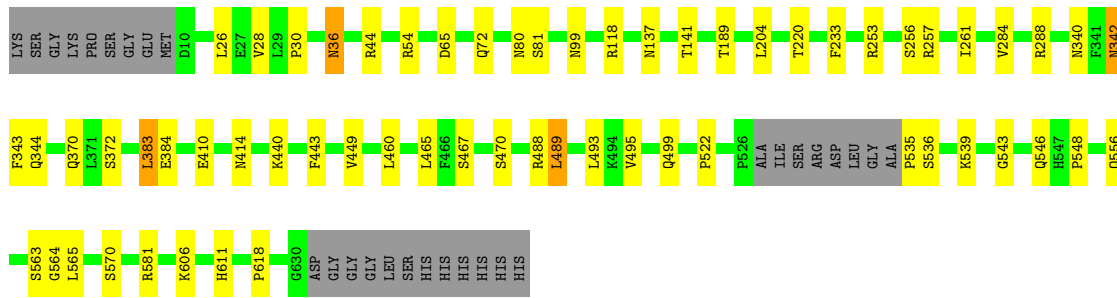 LYS SER GLY LYS PRO SER GLY GLU MET D10 L26 E27 V28 L29 P30 N36 R44 R54 D65 Q72 N80 S81 N99 R118 N137 T141 T189 L204 T220 F233 R253 S256 R257 I261 V284 R288 N340 F341
F343 Q344 Q370 L371 S372 L383 E384 E410 N414 K440 F443 V449 L460 L465 F466 S467 S470 R488 L489 L493 K494 V495 Q499 P522 P526 ALA ILE SER ARG ASP LEU GLY ALA P535 S536 K539 G543 Q546 H547 P548
S563 G564 L565 S570 R581 K606 H611 P618 G630 ASP GLY GLY GLY LEU SER HIS HIS HIS HIS HIS HIS